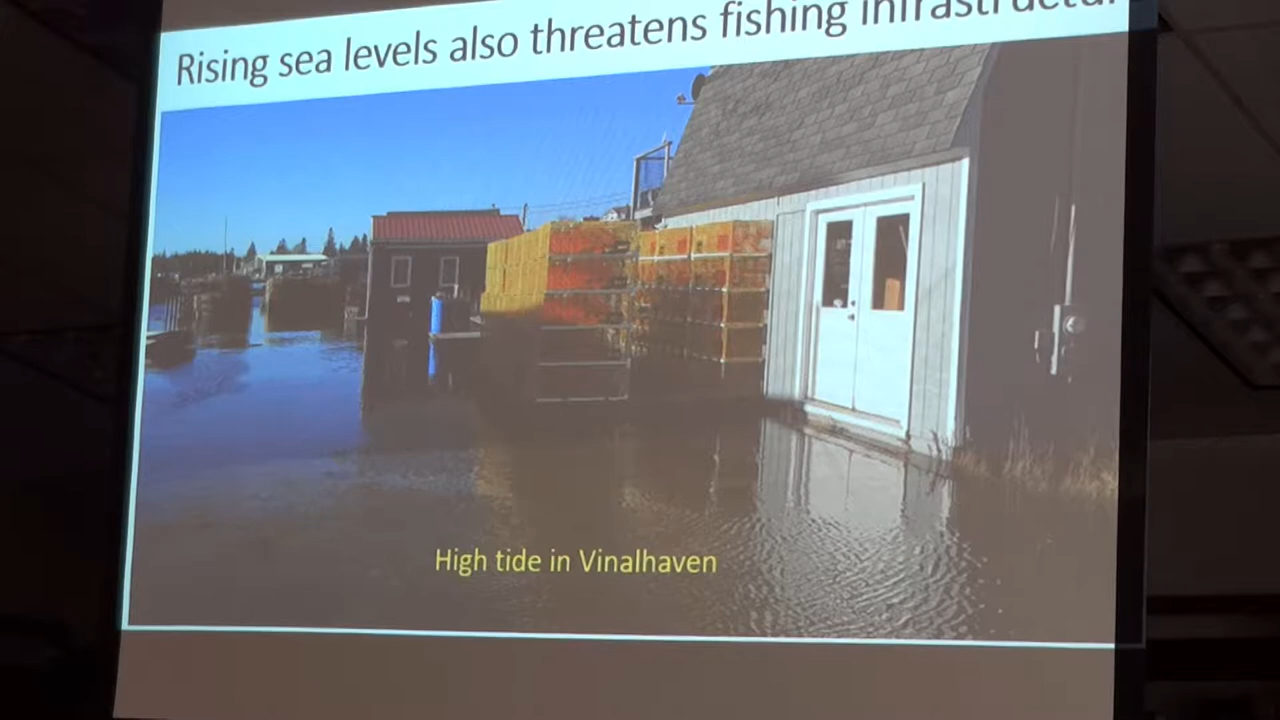 Rising sea levels also threatens fishing
High tide in Vinalhaven